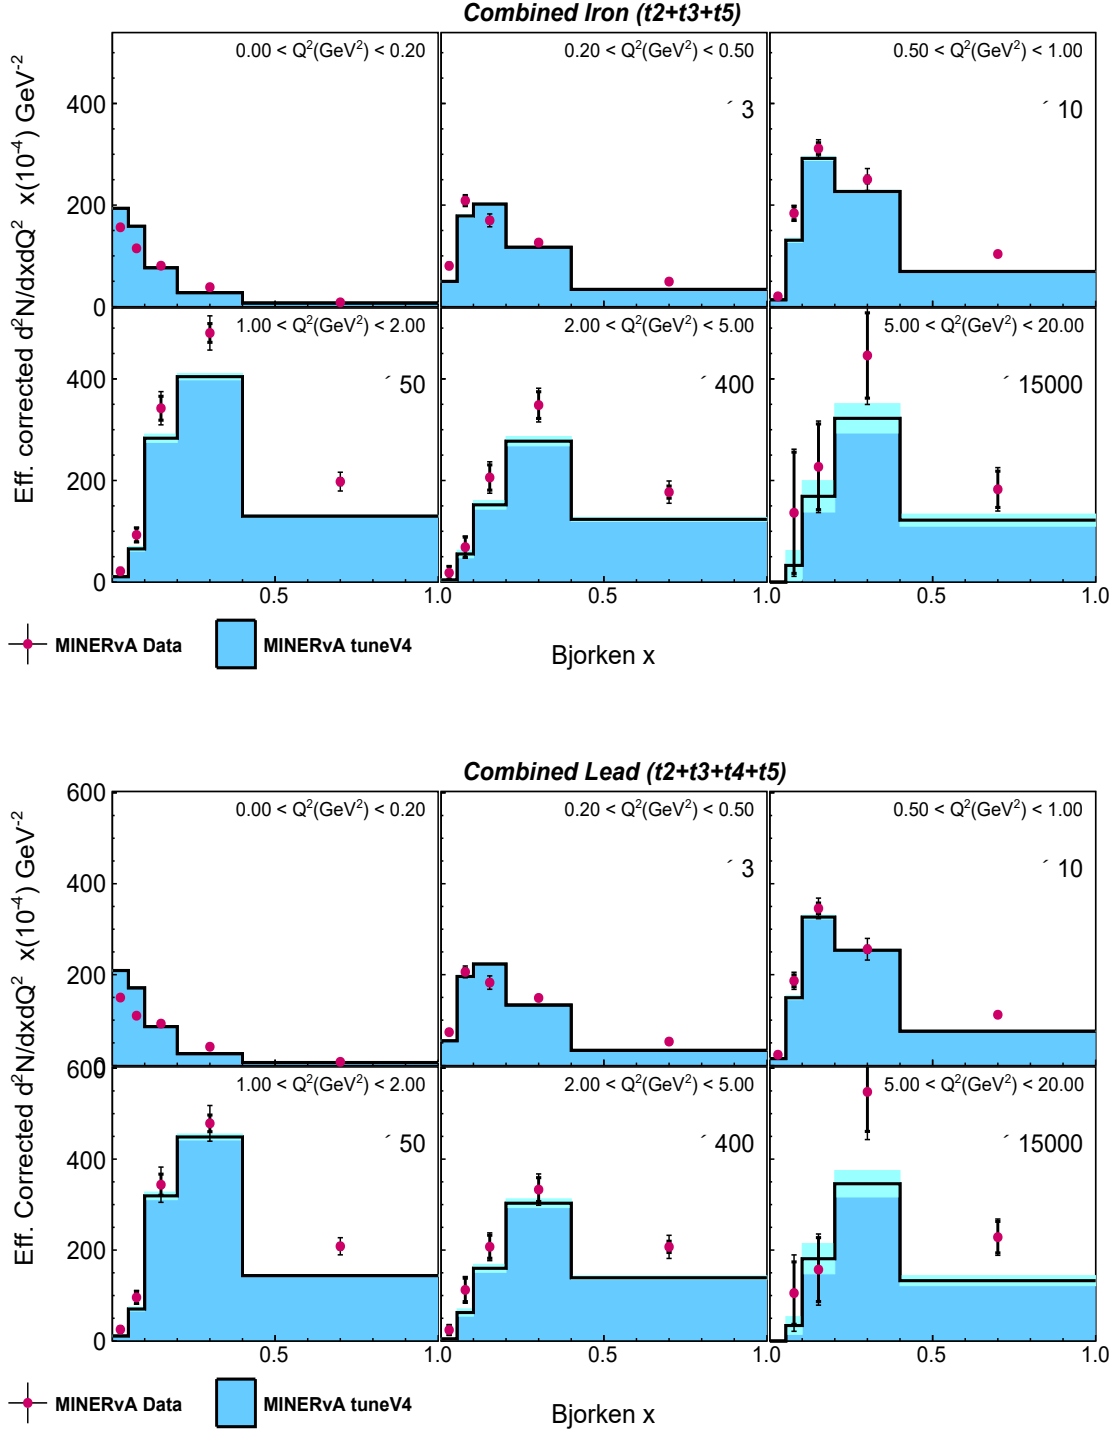 Combined Iron (t2+t3+t5)
Eff. corrected d²N/dxdQ² x(10⁻⁴) GeV⁻²
0.00 < Q²(GeV²) < 0.20
0.20 < Q²(GeV²) < 0.50
0.50 < Q²(GeV²) < 1.00
400
´ 3
´ 10
200
0
1.00 < Q²(GeV²) < 2.00
2.00 < Q²(GeV²) < 5.00
5.00 < Q²(GeV²) < 20.00
400
´ 50
´ 400
´ 15000
200
0
0.5
1.0
0.5
1.0
0.5
1.0
MINERvA Data
MINERvA tuneV4
Bjorken x
Combined Lead (t2+t3+t4+t5)
Eff. Corrected d²N/dxdQ² x(10⁻⁴) GeV⁻²
600
0.00 < Q²(GeV²) < 0.20
0.20 < Q²(GeV²) < 0.50
0.50 < Q²(GeV²) < 1.00
400
´ 3
´ 10
200
0
600
1.00 < Q²(GeV²) < 2.00
2.00 < Q²(GeV²) < 5.00
5.00 < Q²(GeV²) < 20.00
400
´ 50
´ 400
´ 15000
200
0
0.5
1.0
0.5
1.0
0.5
1.0
MINERvA Data
MINERvA tuneV4
Bjorken x